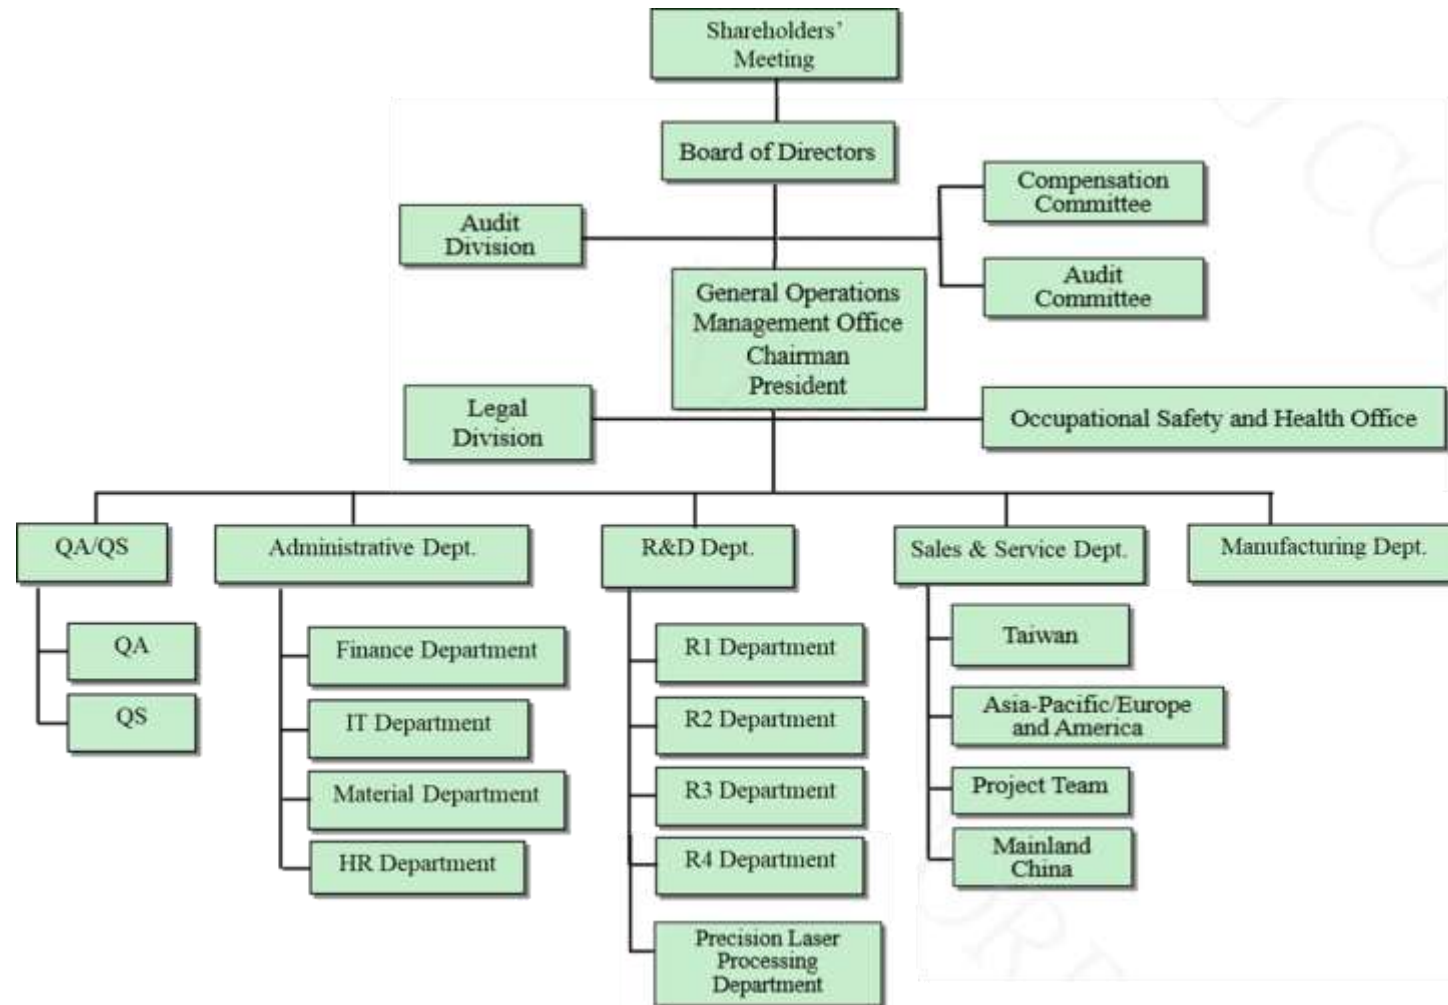 Shareholders'
Meeting
Board of Directors
Compensation
Committee
Audit
Division
Audit
Committee
General Operations
Management Office
Chairman
President
Legal
Division
Occupational Safety and Health Office
QA/QS
Administrative Dept.
R&D Dept.
Sales & Service Dept.
Manufacturing Dept.
QA
QS
Finance Department
IT Department
Material Department
HR Department
R1 Department
R2 Department
R3 Department
R4 Department
Precision Laser
Processing
Department
Taiwan
Asia-Pacific/Europe
and America
Project Team
Mainland
China